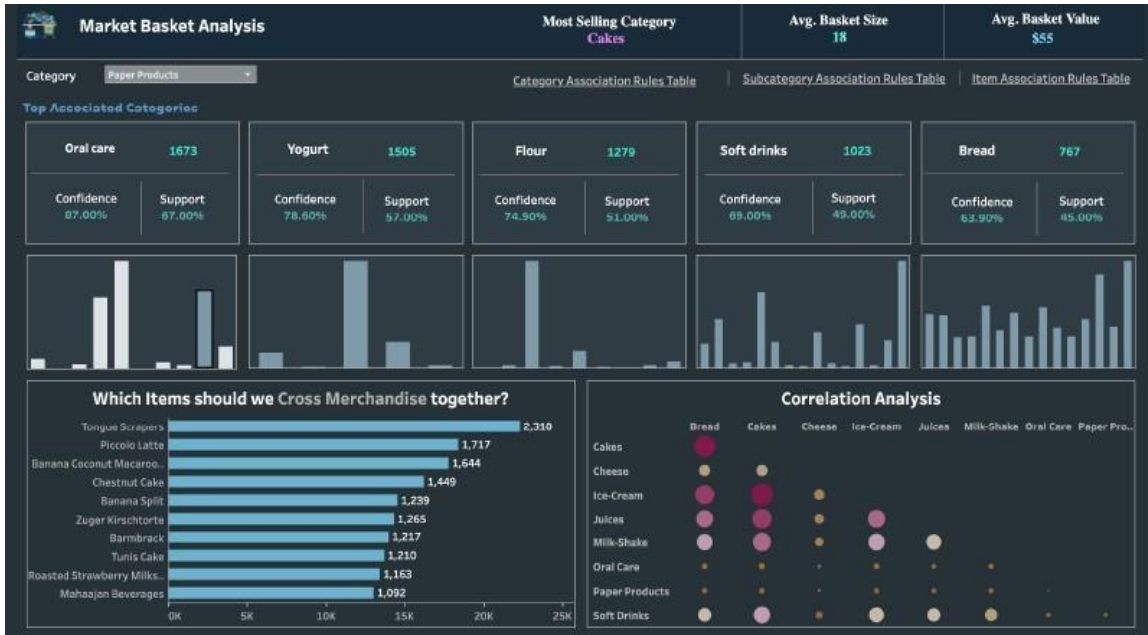 Market Basket Analysis
Most Selling Category
Cakes
Avg. Basket Size
18
Avg. Basket Value
$55
Category
Paper Products
Category Association Rules Table
Subcategory Association Rules Table
Item Association Rules Table
Top Associated Categories
Oral care 1673
Confidence Support
87.00% 67.00%
Yogurt 1505
Confidence Support
78.60% 57.00%
Flour 1279
Confidence Support
74.90% 51.00%
Soft drinks 1023
Confidence Support
69.00% 49.00%
Bread 767
Confidence Support
63.90% 45.00%
Which Items should we Cross Merchandise together?
Tongue Scrapers 2,310
Piccolo Latte 1,717
Banana Coconut Macaroo.. 1,644
Chestnut Cake 1,449
Banana Split 1,239
Zuger Kirschtorte 1,265
Barmbrack 1,217
Tunis Cake 1,210
Roasted Strawberry Milks.. 1,163
Mahaajan Beverages 1,092
0K 5K 10K 15K 20K 25K
Correlation Analysis
Bread Cakes Cheese Ice-Cream Juices Milk-Shake Oral Care Paper Pro..
Cakes
Cheese
Ice-Cream
Juices
Milk-Shake
Oral Care
Paper Products
Soft Drinks